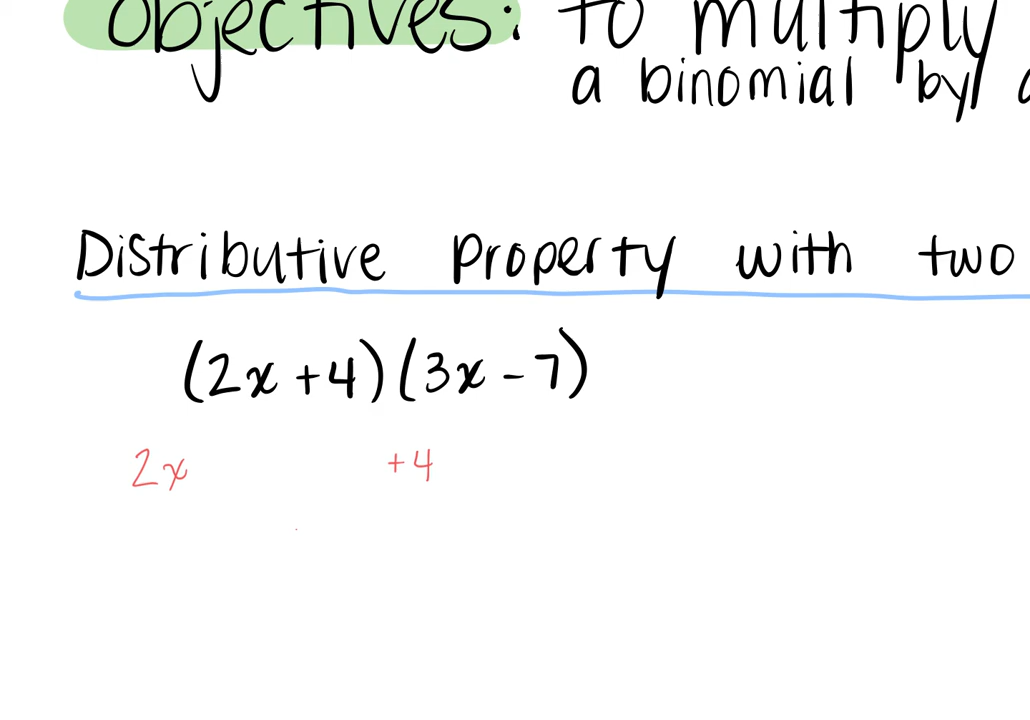 objectives: to multiply
a binomial by
Distributive Property with two
(2x +4)(3x - 7)
2x +4